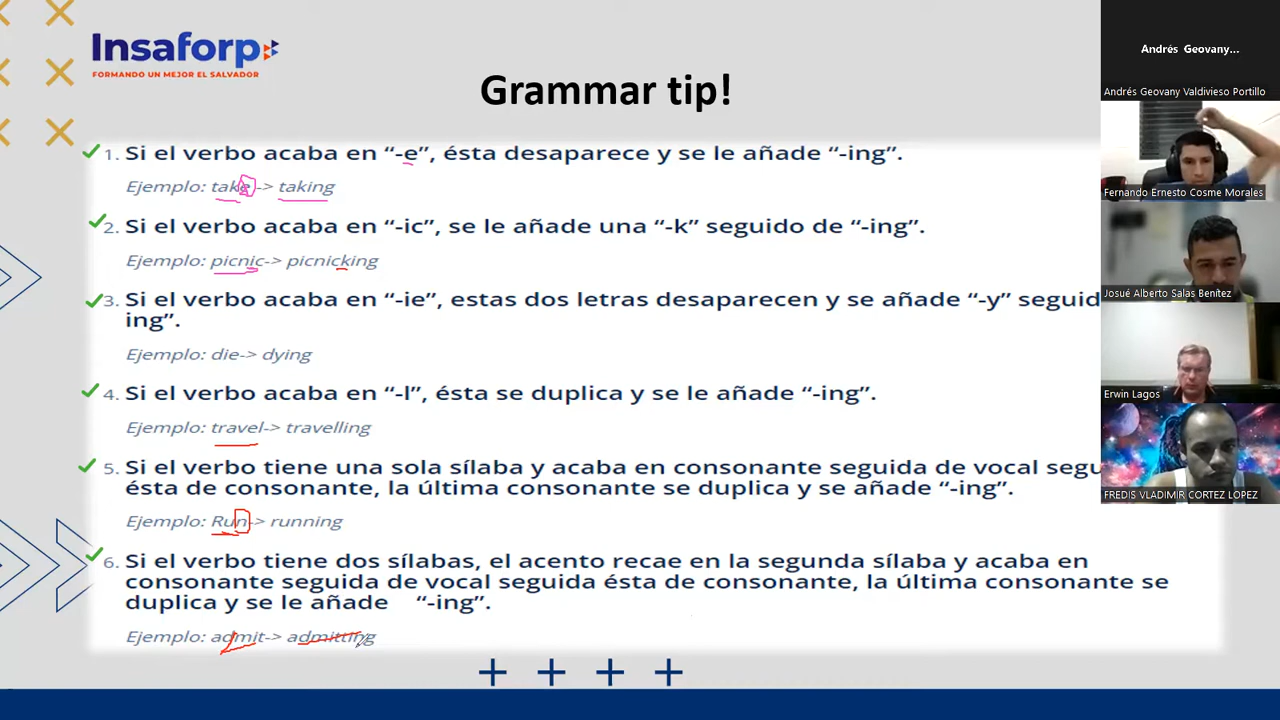 Insaforp
FORMANDO UN MEJOR EL SALVADOR
Grammar tip!
1. Si el verbo acaba en “-e”, ésta desaparece y se le añade “-ing”.
Ejemplo: take-> taking
2. Si el verbo acaba en “-ic”, se le añade una “-k” seguido de “-ing”.
Ejemplo: picnic-> picnicking
3. Si el verbo acaba en “-ie”, estas dos letras desaparecen y se añade “-y” seguid
ing”.
Ejemplo: die-> dying
4. Si el verbo acaba en “-l”, ésta se duplica y se le añade “-ing”.
Ejemplo: travel-> travelling
5. Si el verbo tiene una sola sílaba y acaba en consonante seguida de vocal segu
ésta de consonante, la última consonante se duplica y se añade “-ing”.
Ejemplo: Run-> running
6. Si el verbo tiene dos sílabas, el acento recae en la segunda sílaba y acaba en
consonante seguida de vocal seguida ésta de consonante, la última consonante se
duplica y se le añade “-ing”.
Ejemplo: admit-> admitting
Andrés Geovany...
Andrés Geovany Valdivieso Portillo
Fernando Ernesto Cosme Morales
Josué Alberto Salas Benítez
Erwin Lagos
FREDIS VLADIMIR CORTEZ LOPEZ